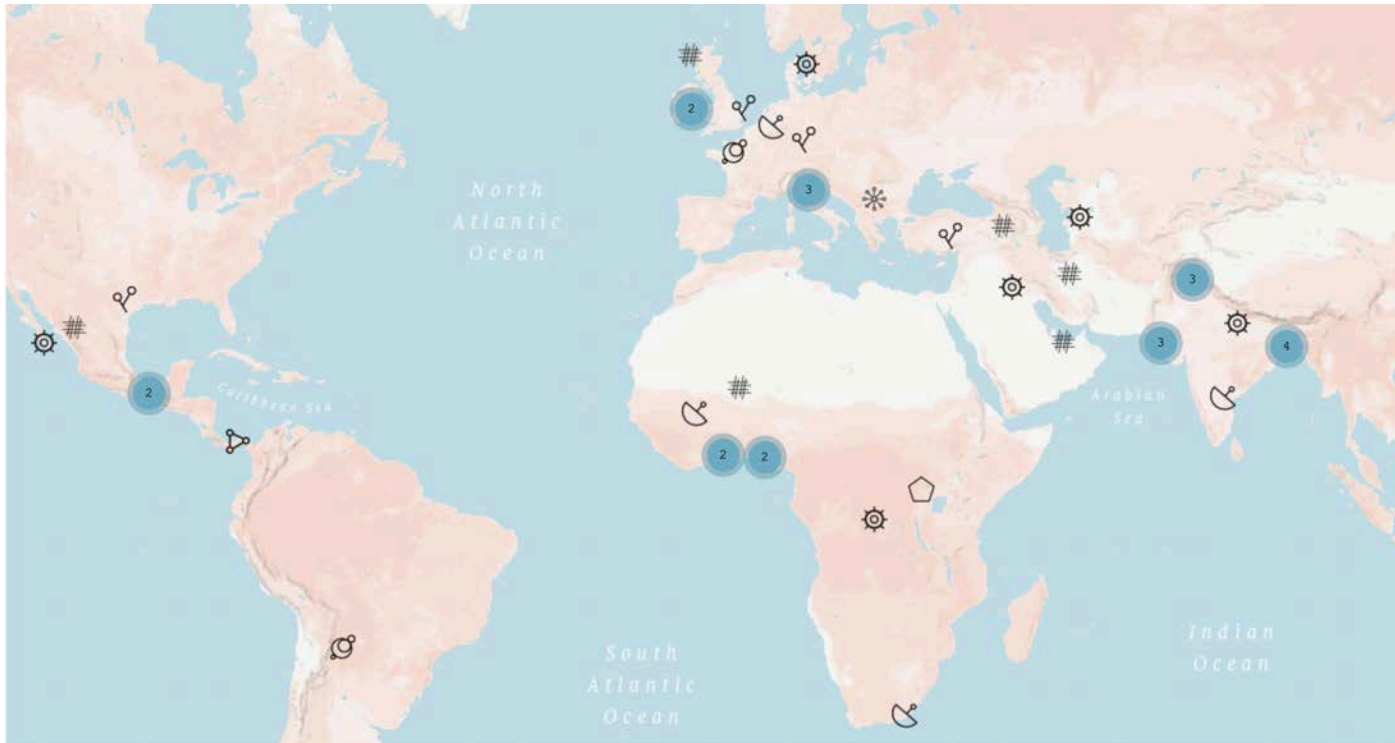 2
North
Atlantic
Ocean
3
3
3
4
2
Caribbean Sea
Arabian
Sea
2
2
South
Atlantic
Ocean
Indian
Ocean